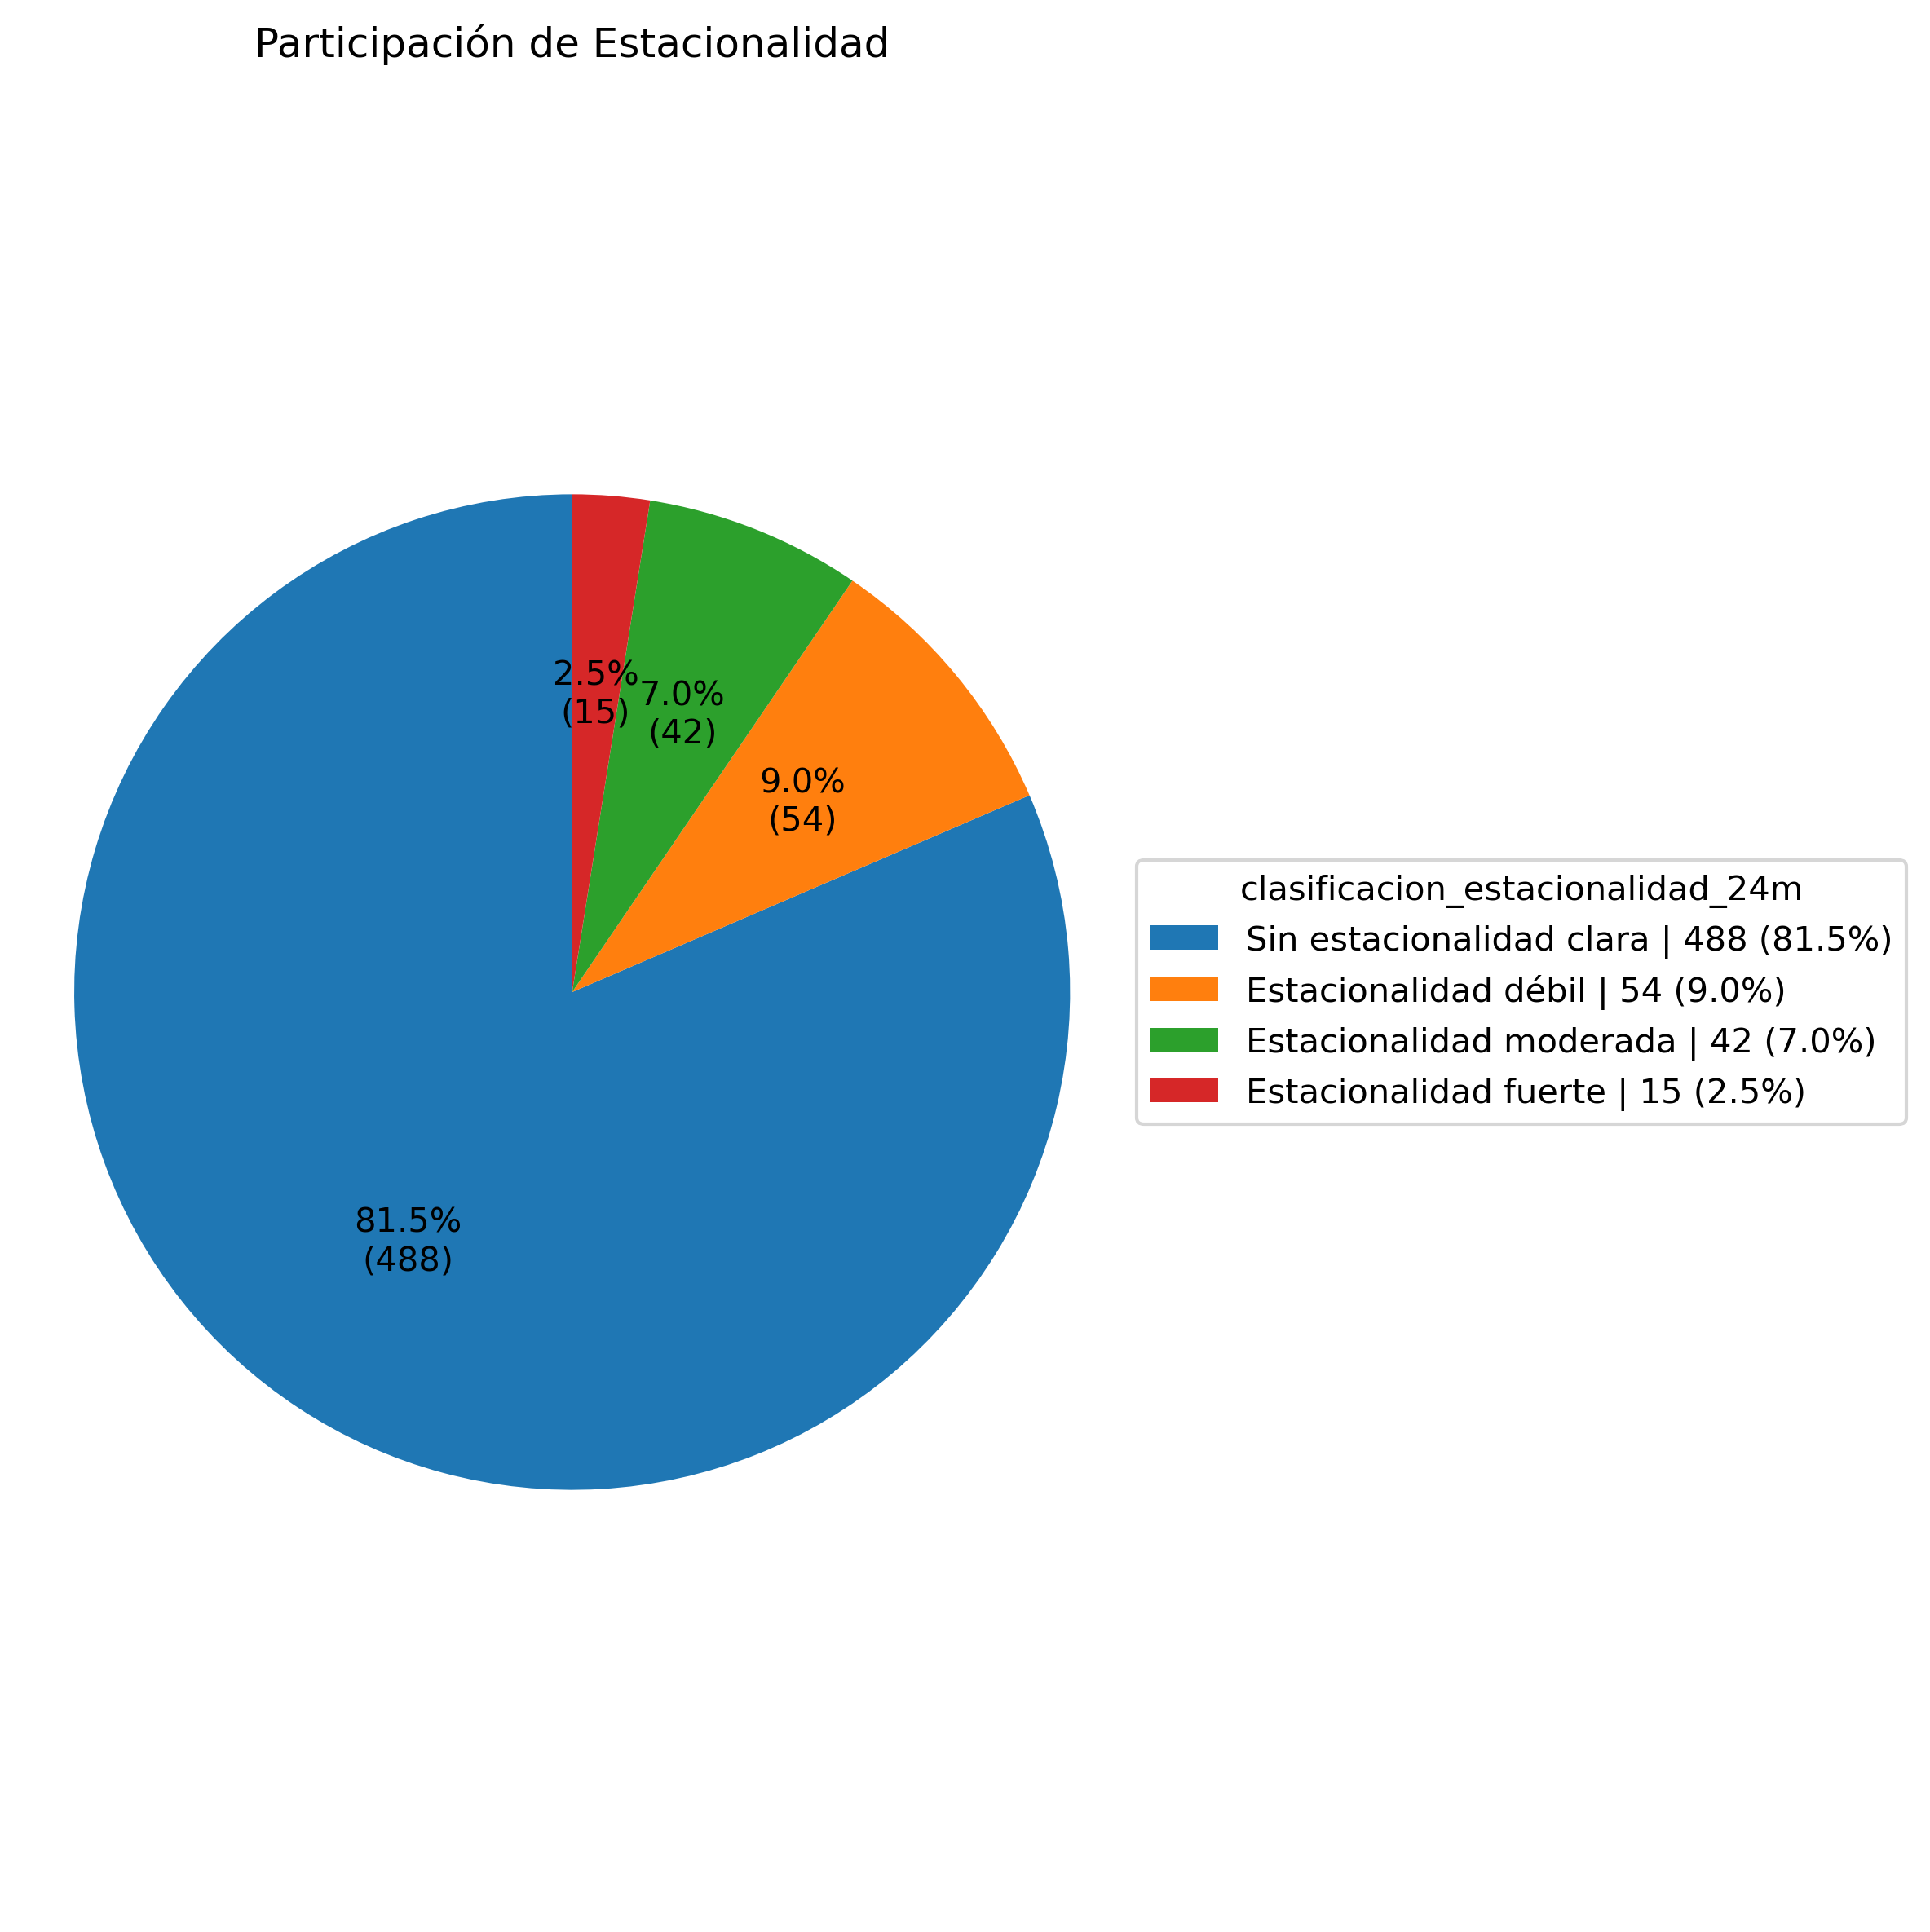 Participación de Estacionalidad
2.5%
(15)
7.0%
(42)
9.0%
(54)
81.5%
(488)
clasificacion_estacionalidad_24m
Sin estacionalidad clara | 488 (81.5%)
Estacionalidad débil | 54 (9.0%)
Estacionalidad moderada | 42 (7.0%)
Estacionalidad fuerte | 15 (2.5%)